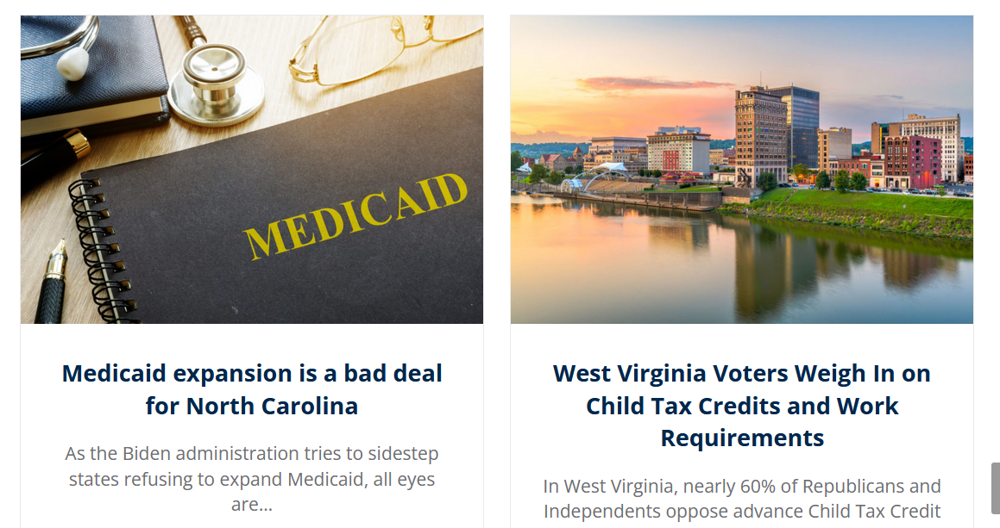 MEDICAID
Medicaid expansion is a bad deal
for North Carolina
As the Biden administration tries to sidestep
states refusing to expand Medicaid, all eyes
are...
West Virginia Voters Weigh In on
Child Tax Credits and Work
Requirements
In West Virginia, nearly 60% of Republicans and
Independents oppose advance Child Tax Credit